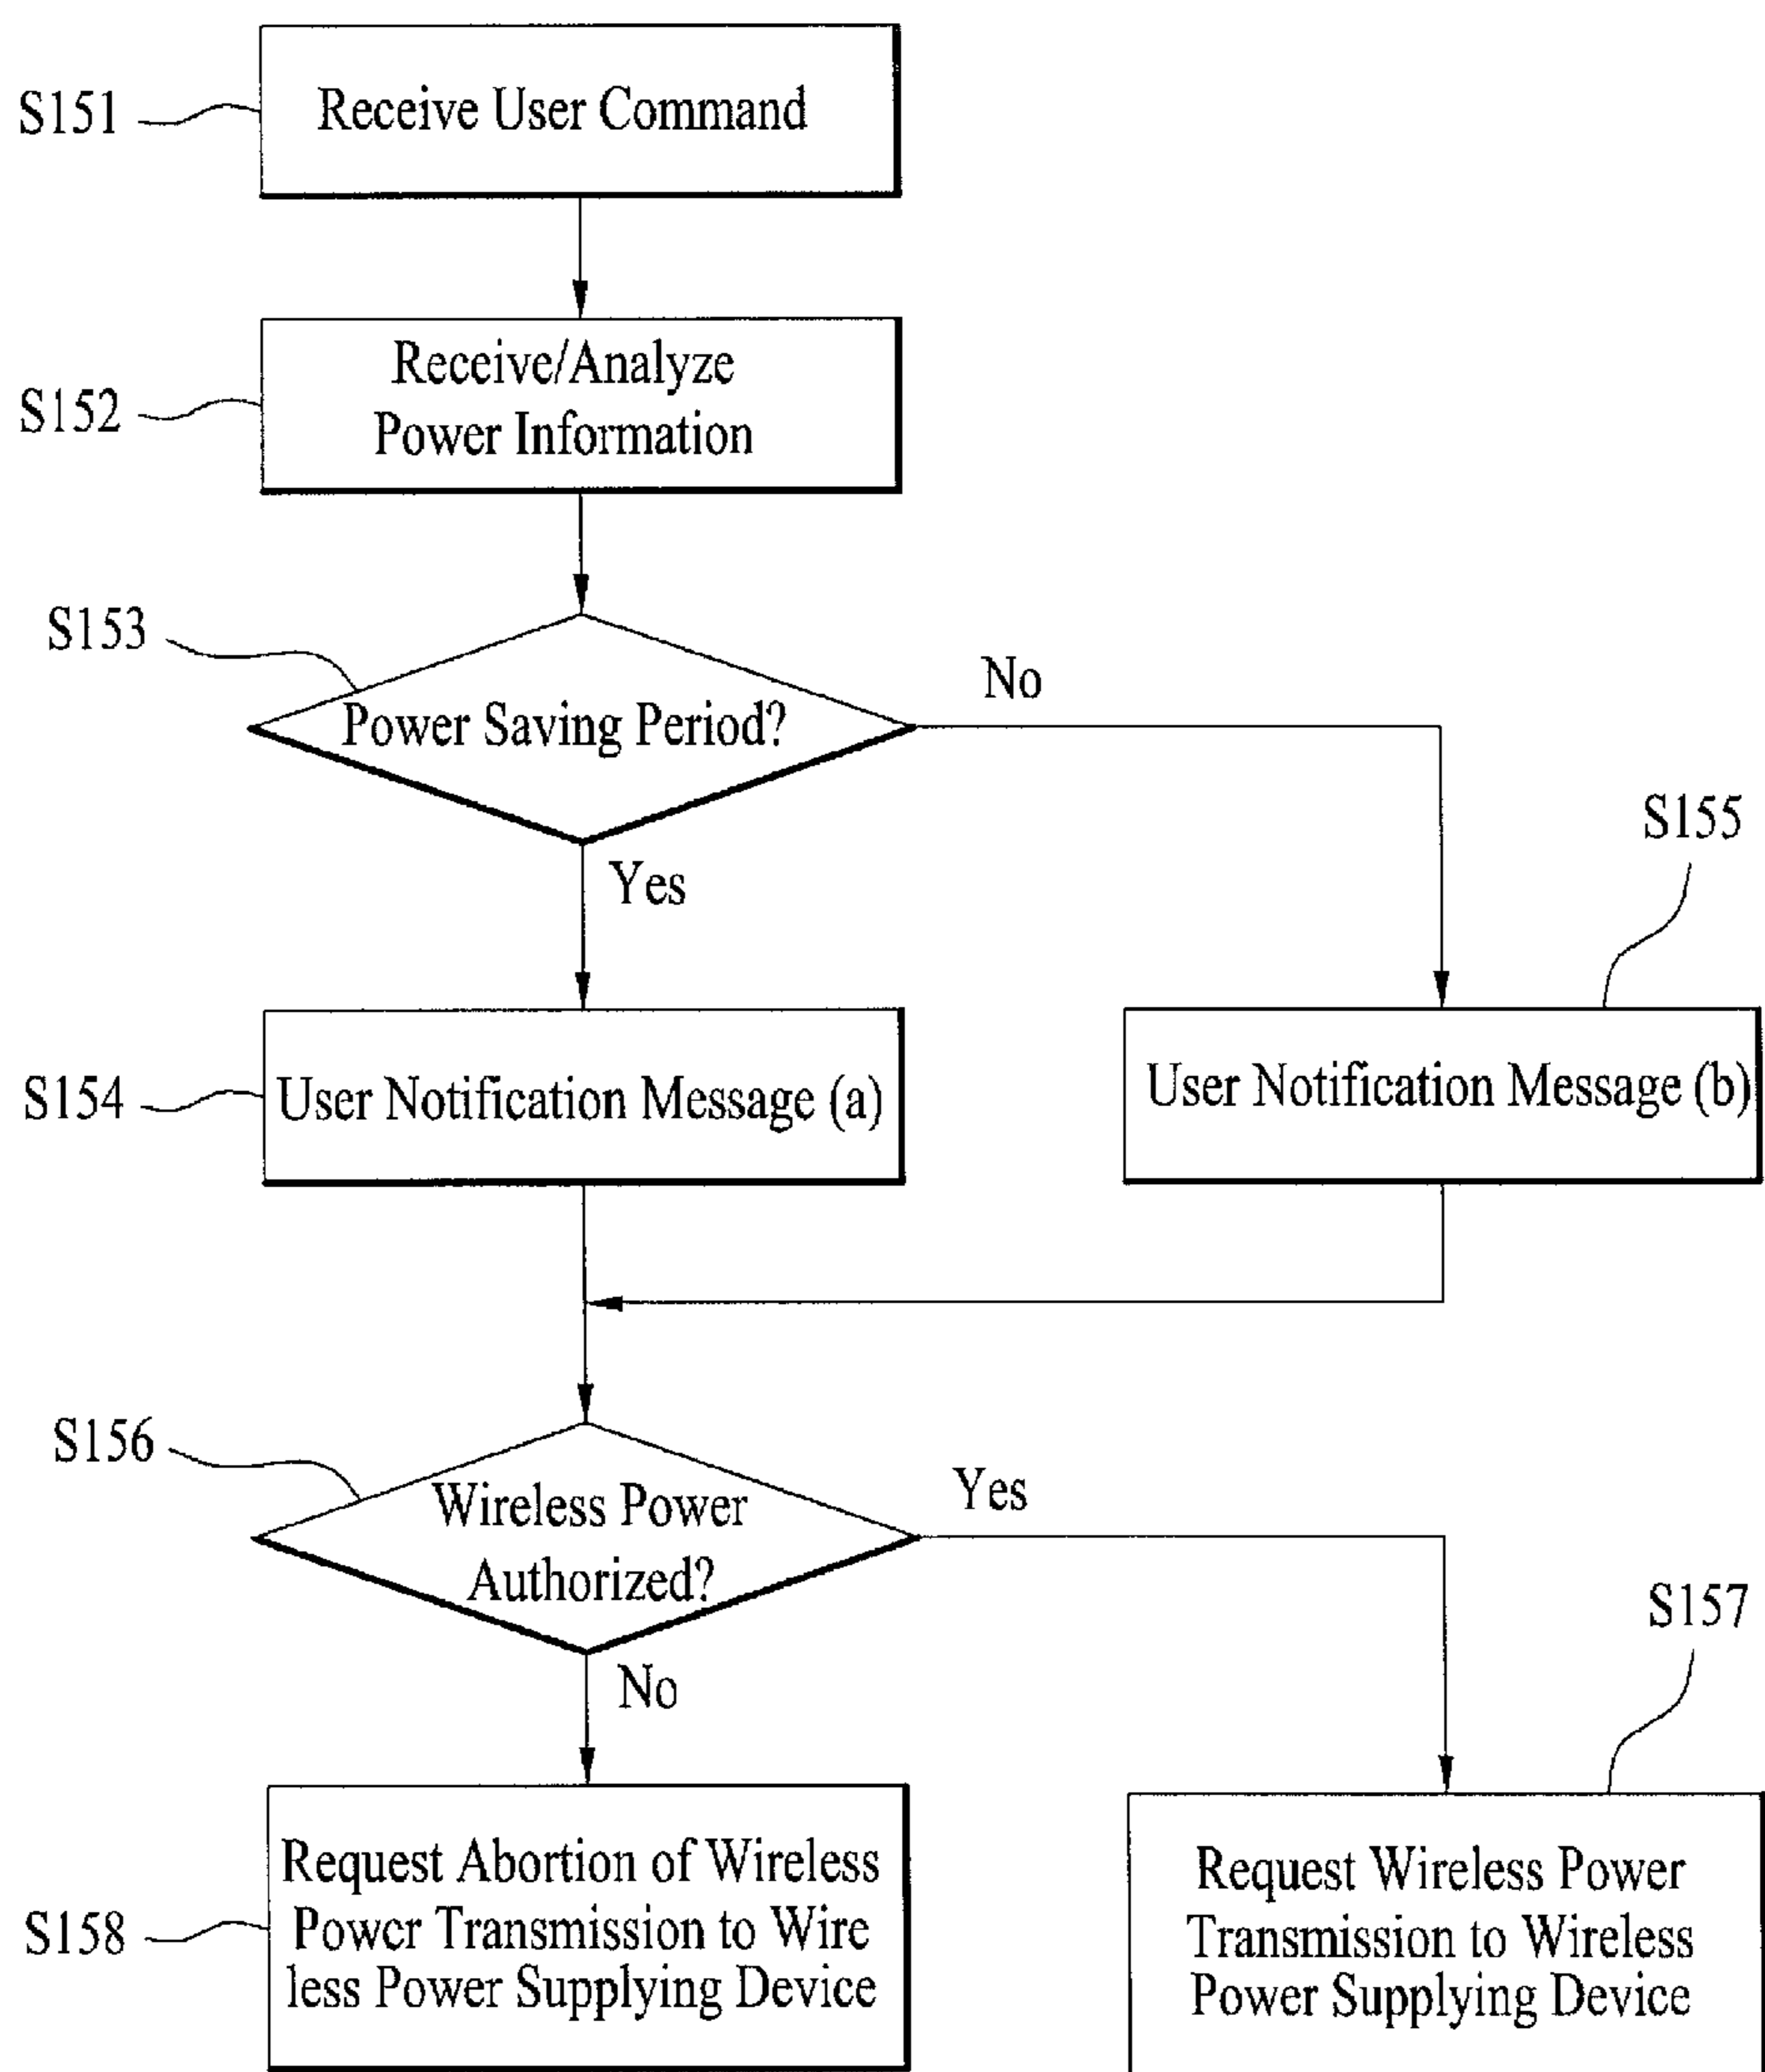 S151
Receive User Command
S152
Receive/Analyze
Power Information
S153
Power Saving Period?
No
Yes
S155
S154
User Notification Message (a)
User Notification Message (b)
S156
Wireless Power
Authorized?
Yes
No
S157
S158
Request Abortion of Wireless
Power Transmission to Wire
less Power Supplying Device
Request Wireless Power
Transmission to Wireless
Power Supplying Device